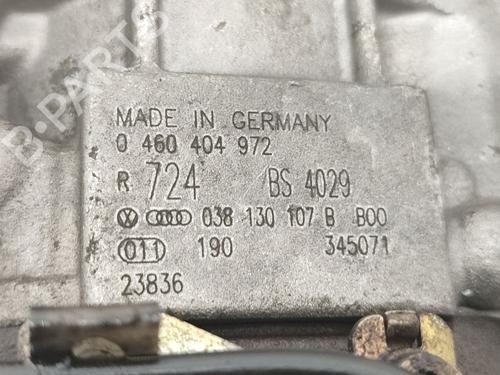 MADE IN GERMANY
0 460 404 972
R 724 BS 4029
038 130 107 B B00
011 190 345071
23836
B-PARTS